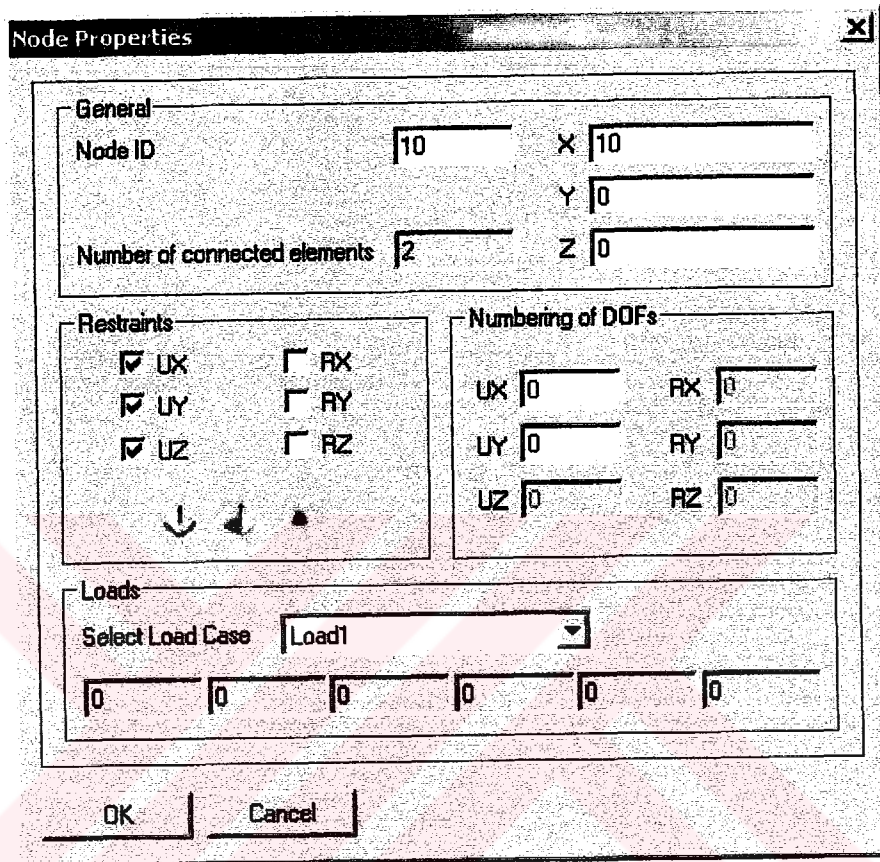 Node Properties
General
Node ID 10 X 10
Y 0
Number of connected elements 2 Z 0
Restraints
UX RX
UY RY
UZ RZ
Numbering of DOFs
UX 0 RX 0
UY 0 RY 0
UZ 0 RZ 0
Loads
Select Load Case Load1
0 0 0 0 0 0
OK Cancel